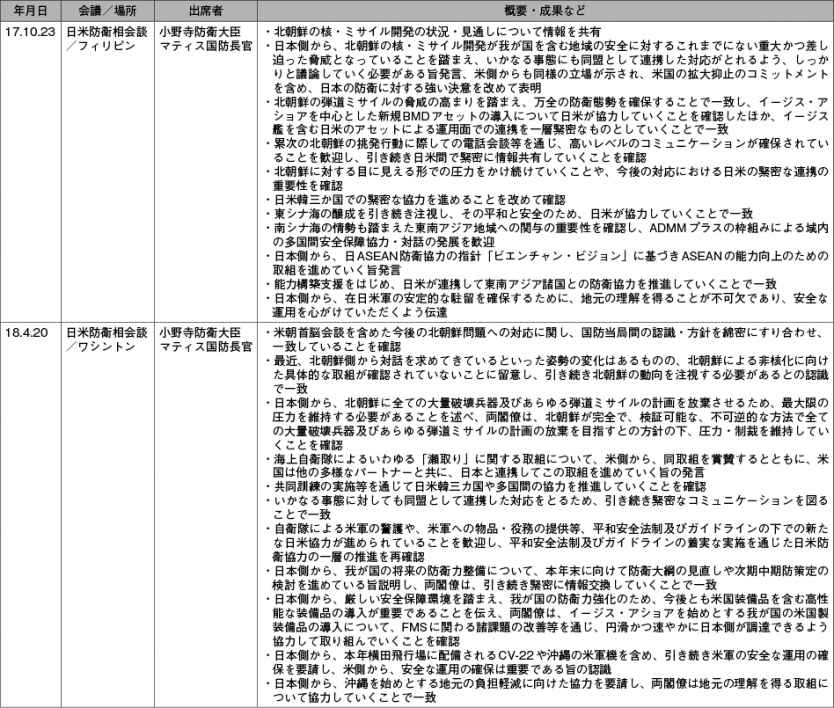 年月日 会議／場所 出席者 概要・成果など
17.10.23 日米防衛相会談 小野寺防衛大臣 ・北朝鮮の核・ミサイル開発の状況・見通しについて情報を共有
／フィリピン マティス国防長官 ・日本側から、北朝鮮の核・ミサイル開発が我が国を含む地域の安全に対するこれまでにない重大かつ差し
迫った脅威となっていることを踏まえ、いかなる事態にも同盟として連携した対応がとれるよう、しっか
りと議論していく必要がある旨発言、米側からも同様の立場が示され、米国の拡大抑止のコミットメント
を含め、日本の防衛に対する強い決意を改めて表明
・北朝鮮の弾道ミサイルの脅威の高まりを踏まえ、万全の防衛態勢を確保することで一致し、イージス・ア
ショアを中心とした新規BMDアセットの導入について日米が協力していくことを確認したほか、イージス
艦を含む日米のアセットによる運用面での連携を一層緊密なものとしていくことで一致
・累次の北朝鮮の挑発行動に際しての電話会談等を通じ、高いレベルのコミュニケーションが確保されてい
ることを歓迎し、引き続き日米間で緊密に情報共有していくことを確認
・北朝鮮に対する目に見える形での圧力をかけ続けていくことや、今後の対応における日米の緊密な連携の
重要性を確認
・日米韓三か国での緊密な協力を進めることを改めて確認
・東シナ海の醸成を引き続き注視し、その平和と安全のため、日米が協力していくことで一致
・南シナ海の情勢も踏まえた東南アジア地域への関与の重要性を確認し、ADMMプラスの枠組みによる域内
の多国間安全保障協力・対話の発展を歓迎
・日本側から、日ASEAN防衛協力の指針「ビエンチャン・ビジョン」に基づきASEANの能力向上のための
取組を進めていく旨発言
・能力構築支援をはじめ、日米が連携して東南アジア諸国との防衛協力を推進していくことで一致
・日本側から、在日米軍の安定的な駐留を確保するために、地元の理解を得ることが不可欠であり、安全な
運用を心がけていただくよう伝達
18.4.20 日米防衛相会談 小野寺防衛大臣 ・米朝首脳会談を含めた今後の北朝鮮問題への対応に関し、国防当局間の認識・方針を綿密にすり合わせ、
／ワシントン マティス国防長官 一致していることを確認
・最近、北朝鮮側から対話を求めてきているといった姿勢の変化はあるものの、北朝鮮による非核化に向け
た具体的な取組が確認されていないことに留意し、引き続き北朝鮮の動向を注視する必要があるとの認識
で一致
・日本側から、北朝鮮に全ての大量破壊兵器及びあらゆる弾道ミサイルの計画を放棄させるため、最大限の
圧力を維持する必要があることを述べ、両閣僚は、北朝鮮が完全で、検証可能な、不可逆的な方法で全て
の大量破壊兵器及びあらゆる弾道ミサイルの計画の放棄を目指すとの方針の下、圧力・制裁を維持してい
くことを確認
・海上自衛隊によるいわゆる「瀬取り」に関する取組について、米側から、同取組を賞賛するとともに、米
国は他の多様なパートナーと共に、日本と連携してこの取組を進めていく旨の発言
・共同訓練の実施等を通じて日米韓三カ国や多国間の協力を推進していくことを確認
・いかなる事態に対しても同盟として連携した対応をとるため、引き続き緊密なコミュニケーションを図る
ことで一致
・自衛隊による米軍の警護や、米軍への物品・役務の提供等、平和安全法制及びガイドラインの下での新た
な日米協力が進められていることを歓迎し、平和安全法制及びガイドラインの着実な実施を通じた日米防
衛協力の一層の推進を再確認
・日本側から、我が国の将来の防衛力整備について、本年末に向けて防衛大綱の見直しや次期中期防策定の
検討を進めている旨説明し、両閣僚は、引き続き緊密に情報交換していくことで一致
・日本側から、厳しい安全保障環境を踏まえ、我が国の防衛力強化のため、今後とも米国装備品を含む高性
能な装備品の導入が重要であることを伝え、両閣僚は、イージス・アショアを始めとする我が国の米国製
装備品の導入について、FMSに関わる諸課題の改善等を通じ、円滑かつ速やかに日本側が調達できるよう
協力して取り組んでいくことを確認
・日本側から、本年横田飛行場に配備されるCV-22や沖縄の米軍機を含め、引き続き米軍の安全な運用の確
保を要請し、米側から、安全な運用の確保は重要である旨の認識
・日本側から、沖縄を始めとする地元の負担軽減に向けた協力を要請し、両閣僚は地元の理解を得る取組に
ついて協力していくことで一致